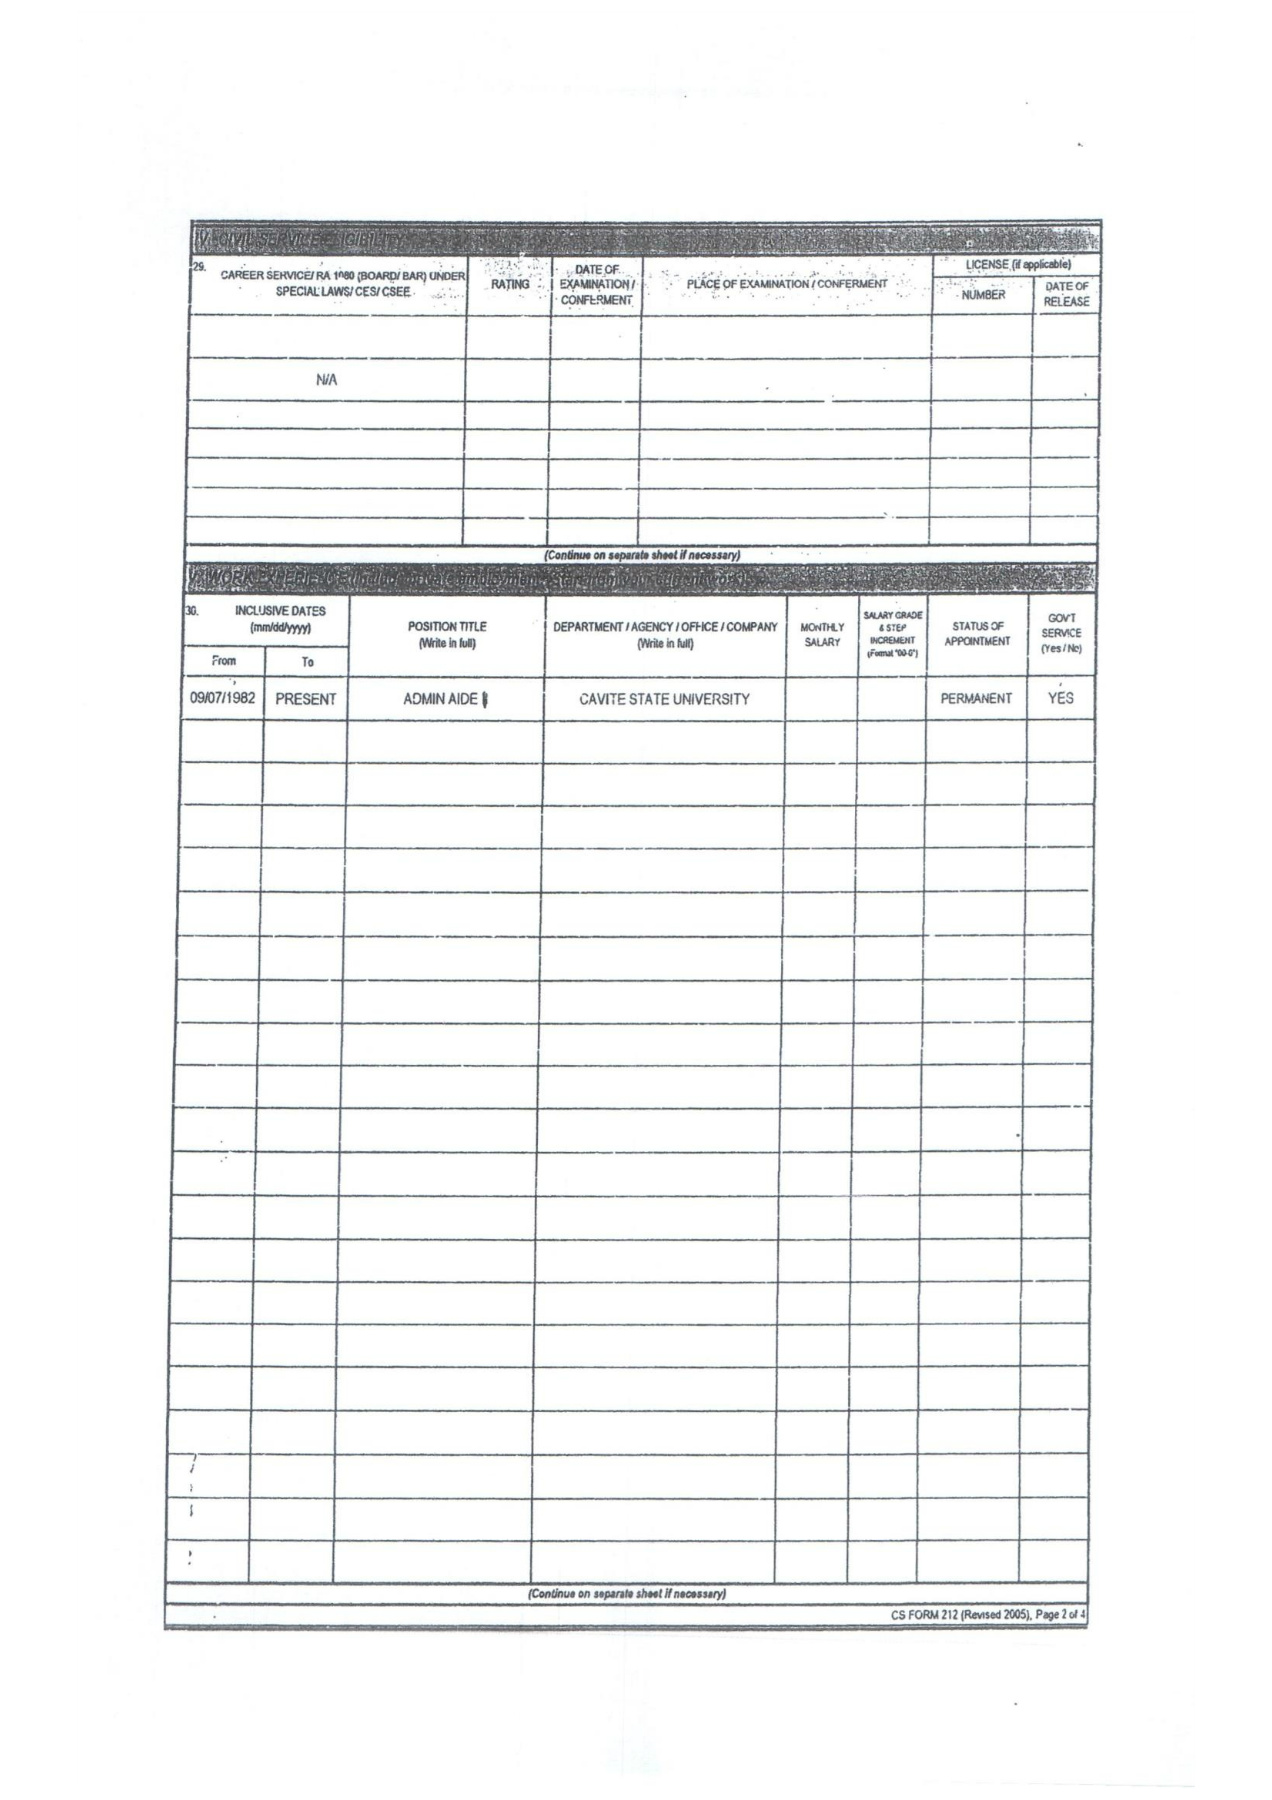 IV. CIVIL SERVICE ELIGIBILITY
29. CAREER SERVICE/ RA 1080 (BOARD/ BAR) UNDER
SPECIAL LAWS/ CES/ CSEE
RATING
DATE OF
EXAMINATION /
CONFERMENT
PLACE OF EXAMINATION / CONFERMENT
LICENSE (if applicable)
NUMBER
DATE OF
RELEASE
N/A
(Continue on separate sheet if necessary)
V. WORK EXPERIENCE
30. INCLUSIVE DATES
(mm/dd/yyyy)
From
To
POSITION TITLE
(Write in full)
DEPARTMENT / AGENCY / OFFICE / COMPANY
(Write in full)
MONTHLY
SALARY
SALARY GRADE
& STEP
INCREMENT
(Format "00-0")
STATUS OF
APPOINTMENT
GOV'T
SERVICE
(Yes / No)
09/07/1982 PRESENT ADMIN AIDE CAVITE STATE UNIVERSITY PERMANENT YES
(Continue on separate sheet if necessary)
CS FORM 212 (Revised 2005), Page 2 of 4